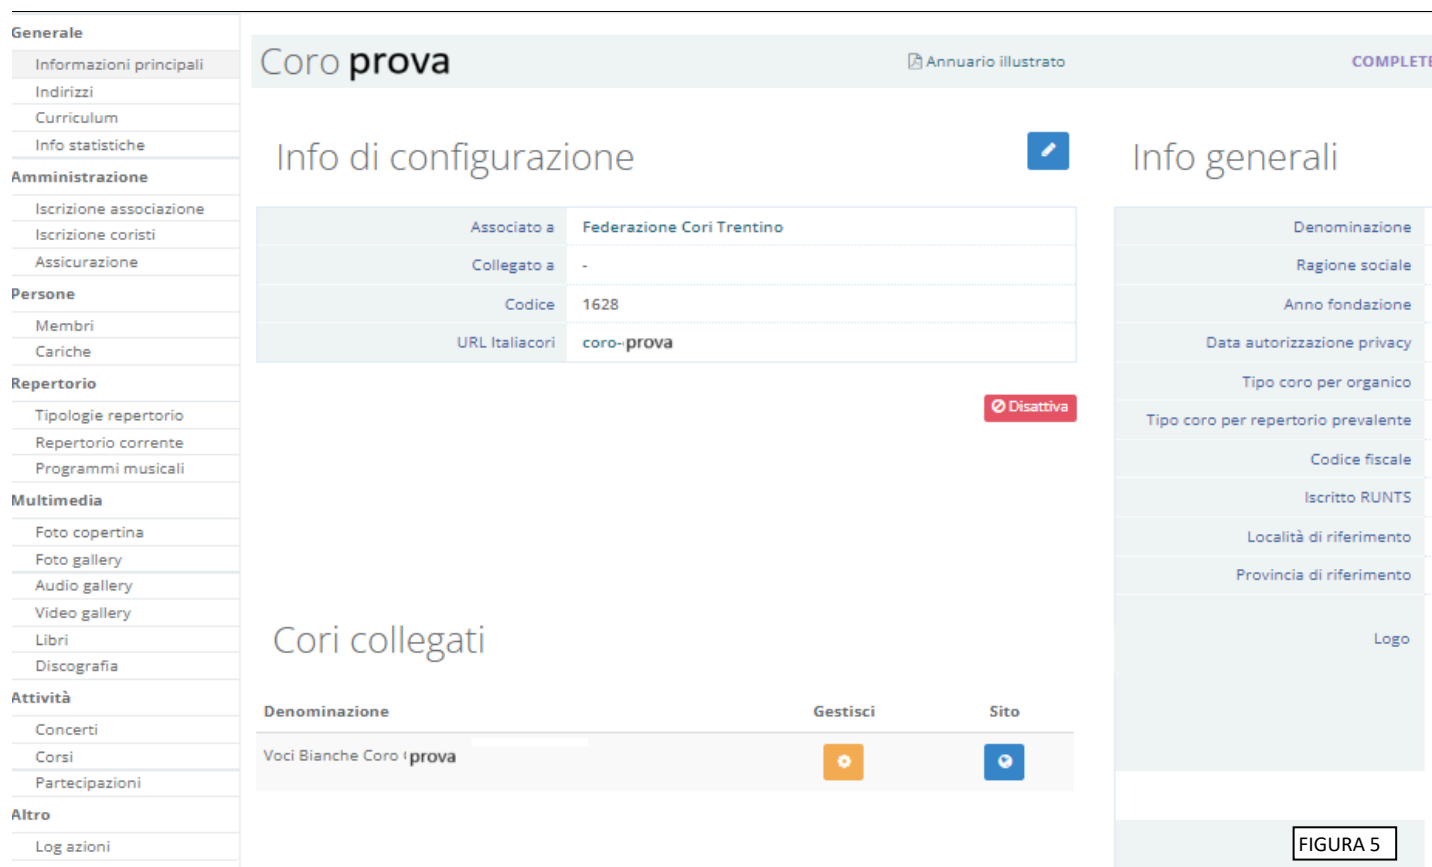 Generale
Informazioni principali
Indirizzi
Curriculum
Info statistiche
Amministrazione
Iscrizione associazione
Iscrizione coristi
Assicurazione
Persone
Membri
Cariche
Repertorio
Tipologie repertorio
Repertorio corrente
Programmi musicali
Multimedia
Foto copertina
Foto gallery
Audio gallery
Video gallery
Libri
Discografia
Attività
Concerti
Corsi
Partecipazioni
Altro
Log azioni
Coro prova
Annuario illustrato
COMPLETE
Info di configurazione
Associato a Federazione Cori Trentino
Collegato a -
Codice 1628
URL Italiacori coro-prova
Disattiva
Cori collegati
Denominazione Gestisci Sito
Voci Bianche Coro prova
Info generali
Denominazione
Ragione sociale
Anno fondazione
Data autorizzazione privacy
Tipo coro per organico
Tipo coro per repertorio prevalente
Codice fiscale
Iscritto RUNTS
Località di riferimento
Provincia di riferimento
Logo
FIGURA 5